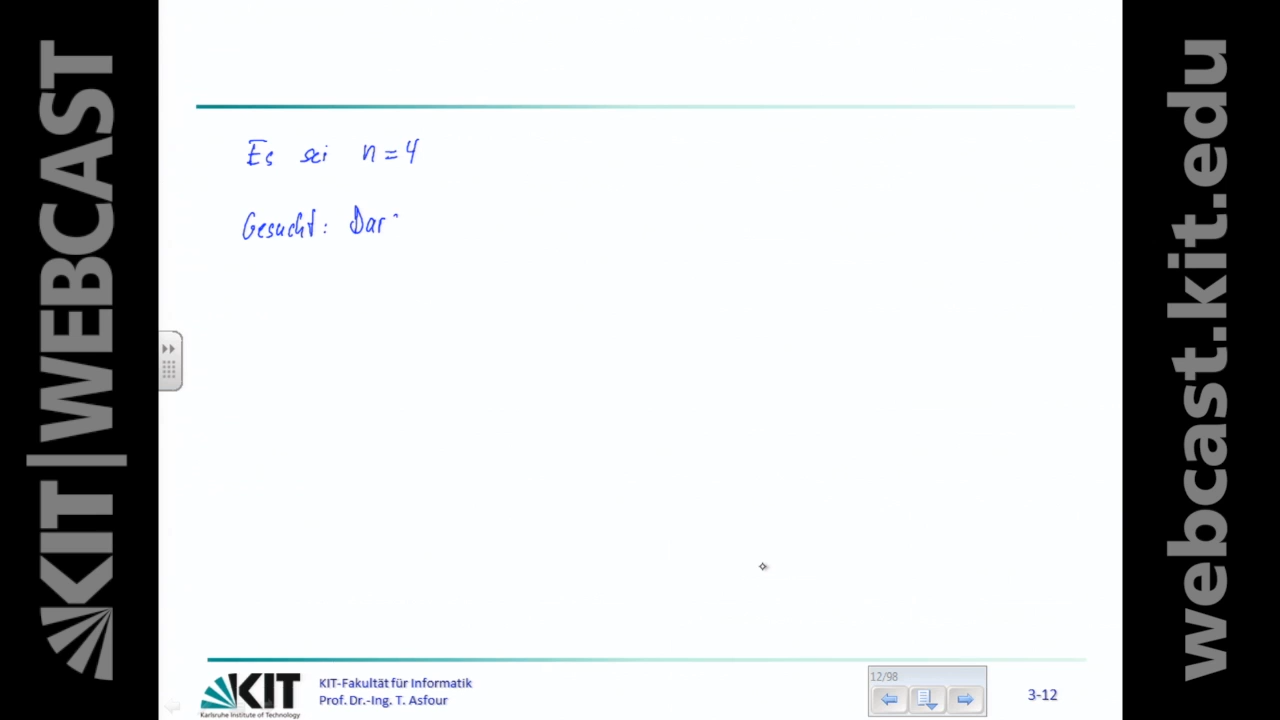 KIT|WEBCAST
Es sei n=4
Gesucht: Dar
KIT
Karlsruhe Institute of Technology
KIT-Fakultät für Informatik
Prof. Dr.-Ing. T. Asfour
12/98
3-12
webcast.kit.edu